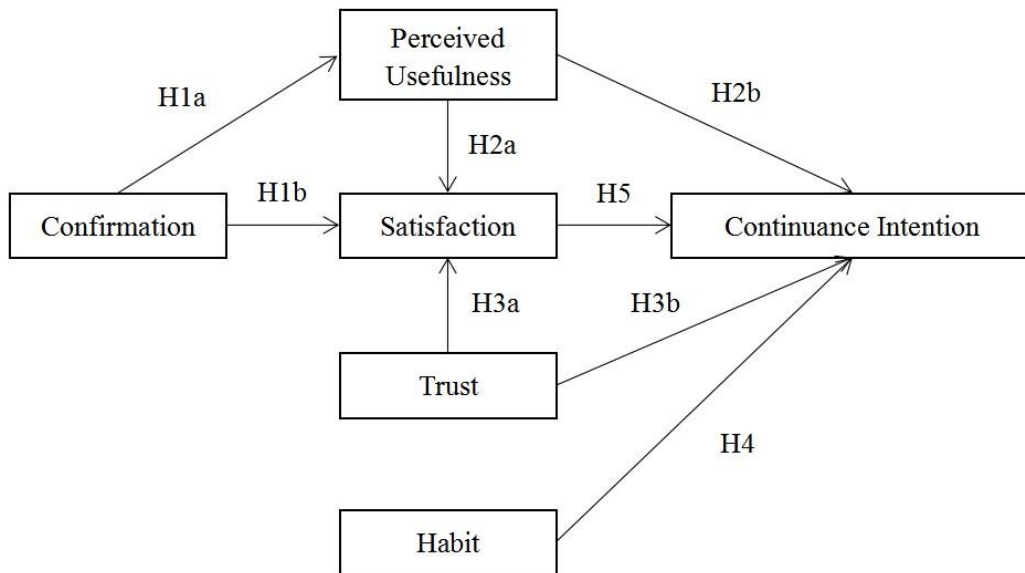 Perceived
Usefulness
H1a
H2b
H2a
H1b
H5
Confirmation
Satisfaction
Continuance Intention
H3a
H3b
Trust
H4
Habit